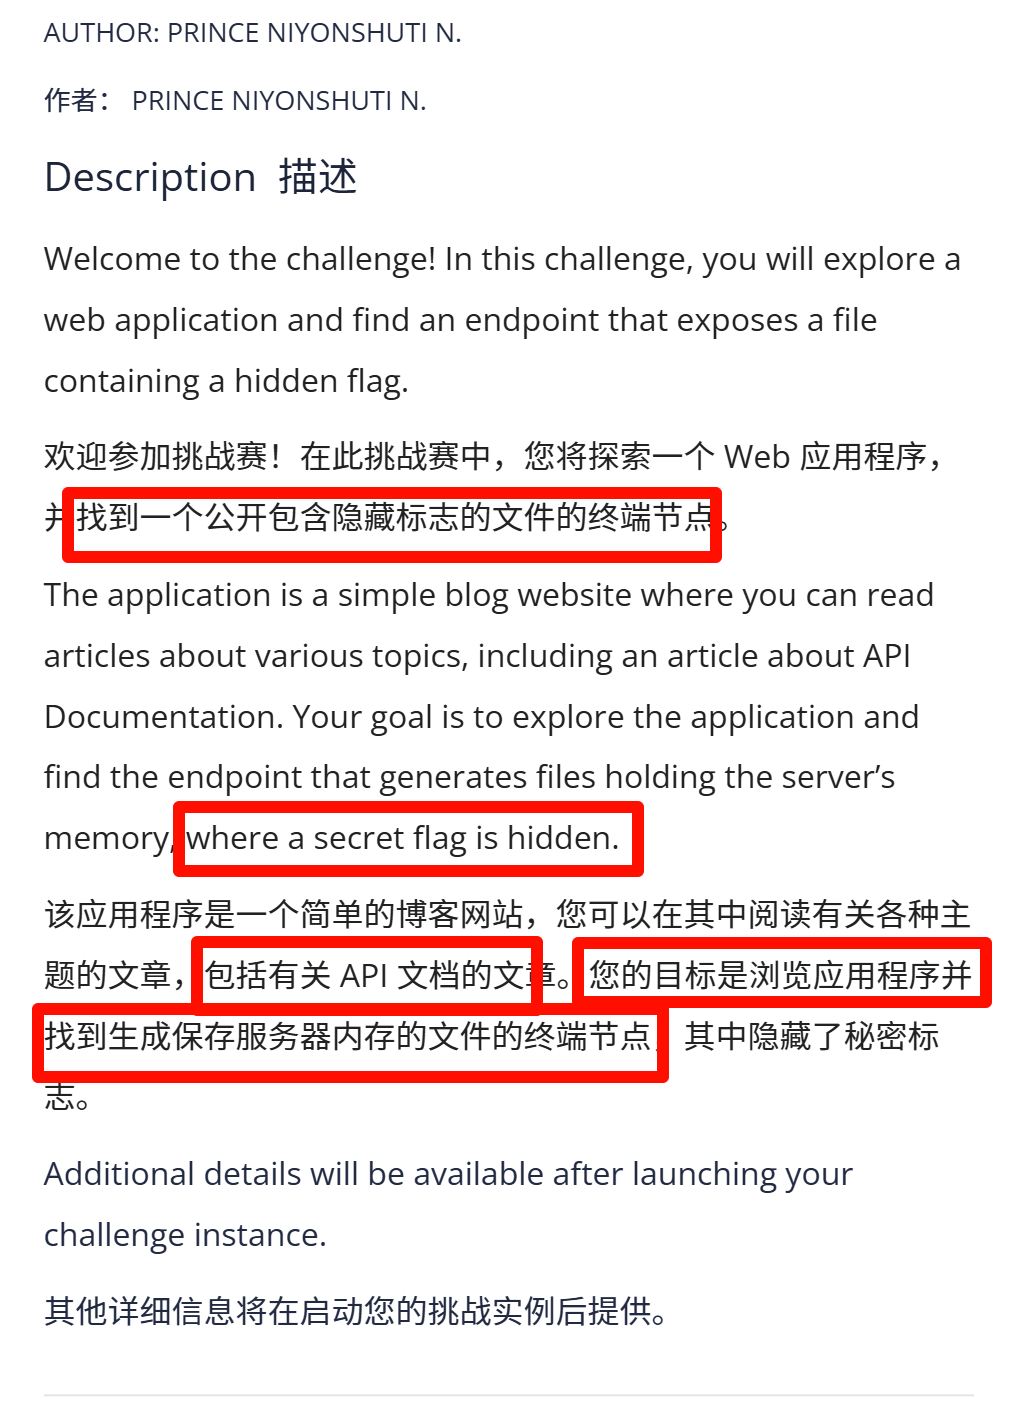 AUTHOR: PRINCE NIYONSHUTI N.
作者： PRINCE NIYONSHUTI N.
Description 描述
Welcome to the challenge! In this challenge, you will explore a
web application and find an endpoint that exposes a file
containing a hidden flag.
欢迎参加挑战赛！在此挑战赛中，您将探索一个 Web 应用程序，
并找到一个公开包含隐藏标志的文件的终端节点。
The application is a simple blog website where you can read
articles about various topics, including an article about API
Documentation. Your goal is to explore the application and
find the endpoint that generates files holding the server’s
memory, where a secret flag is hidden.
该应用程序是一个简单的博客网站，您可以在其中阅读有关各种主
题的文章，包括有关 API 文档的文章。您的目标是浏览应用程序并
找到生成保存服务器内存的文件的终端节点，其中隐藏了秘密标
志。
Additional details will be available after launching your
challenge instance.
其他详细信息将在启动您的挑战实例后提供。